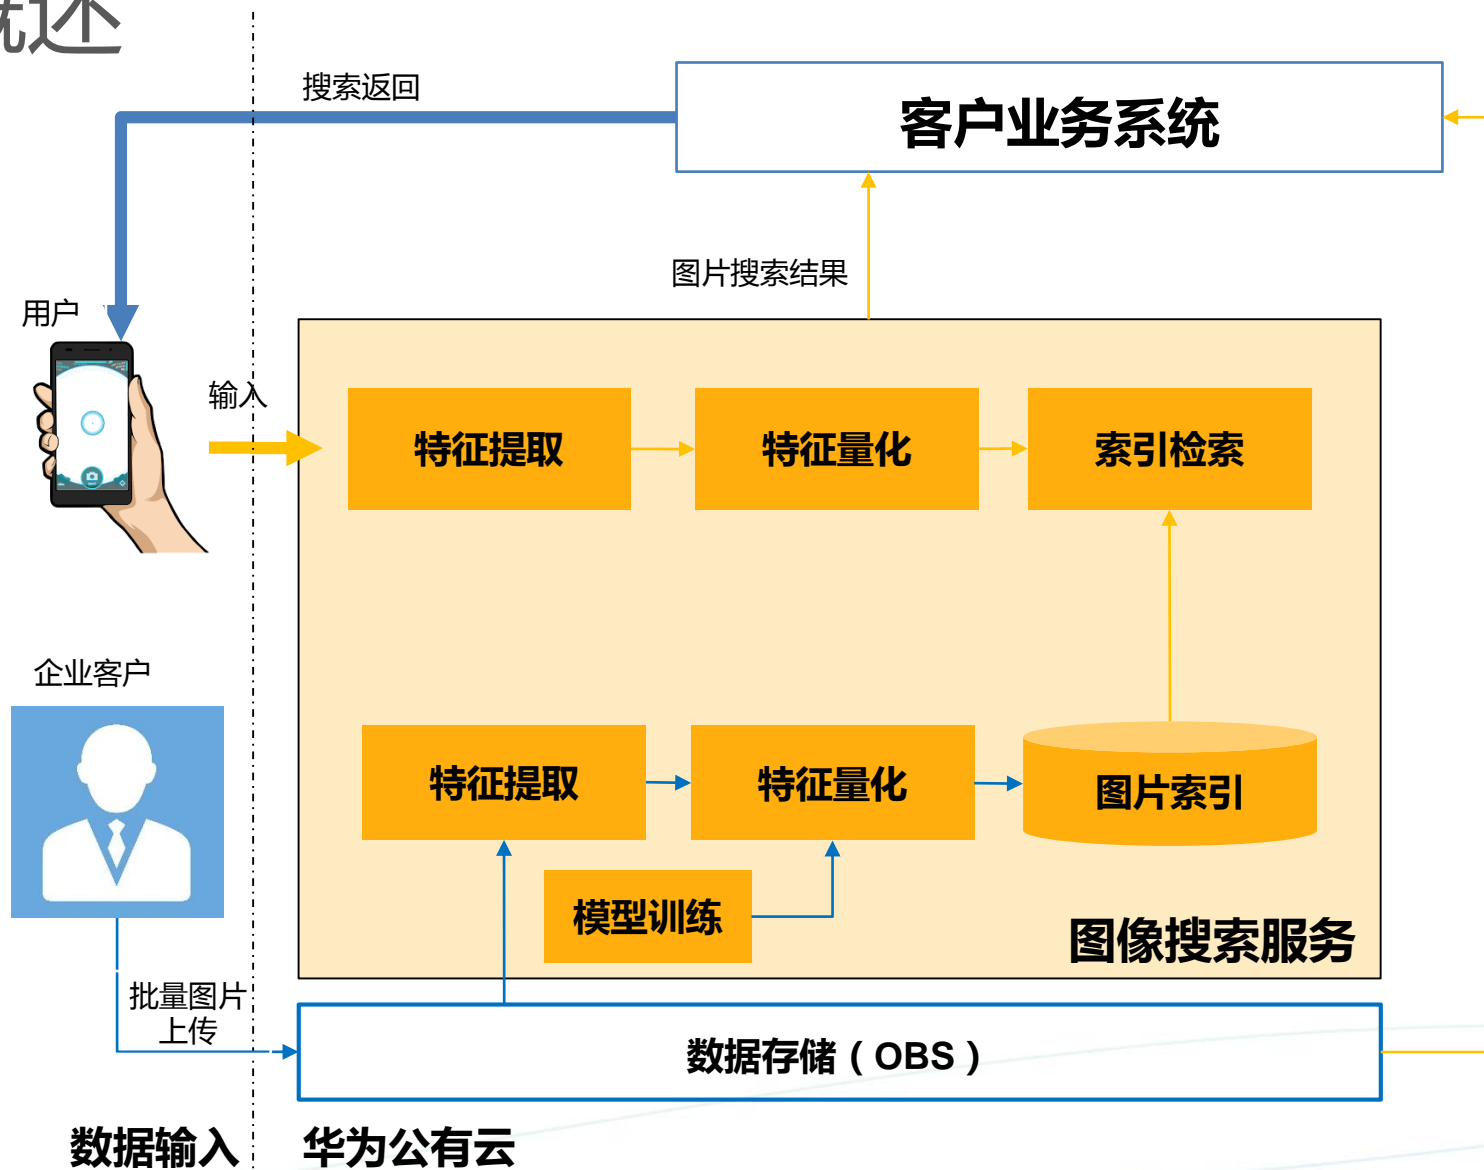 概述
搜索返回
客户业务系统
图片搜索结果
用户
输入
特征提取
特征量化
索引检索
企业客户
特征提取
特征量化
图片索引
模型训练
图像搜索服务
批量图片
上传
数据存储（OBS）
数据输入
华为公有云